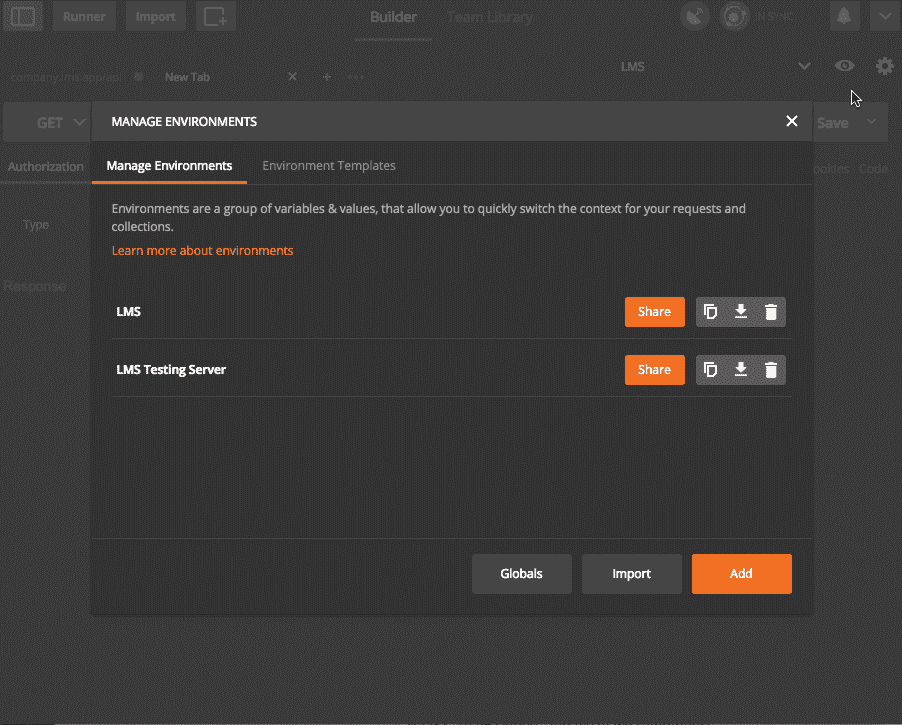 Runner Import Builder Team Library IN SYNC
company.lms.app/api New Tab LMS
GET Save
MANAGE ENVIRONMENTS
Authorization Manage Environments Environment Templates ookies Code
Environments are a group of variables & values, that allow you to quickly switch the context for your requests and
collections.
Type
Learn more about environments
Response
LMS Share
LMS Testing Server Share
Globals Import Add